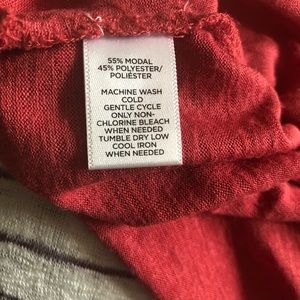 55% MODAL
45% POLYESTER/
POLIÉSTER
MACHINE WASH
COLD
GENTLE CYCLE
ONLY NON-
CHLORINE BLEACH
WHEN NEEDED
TUMBLE DRY LOW
COOL IRON
WHEN NEEDED